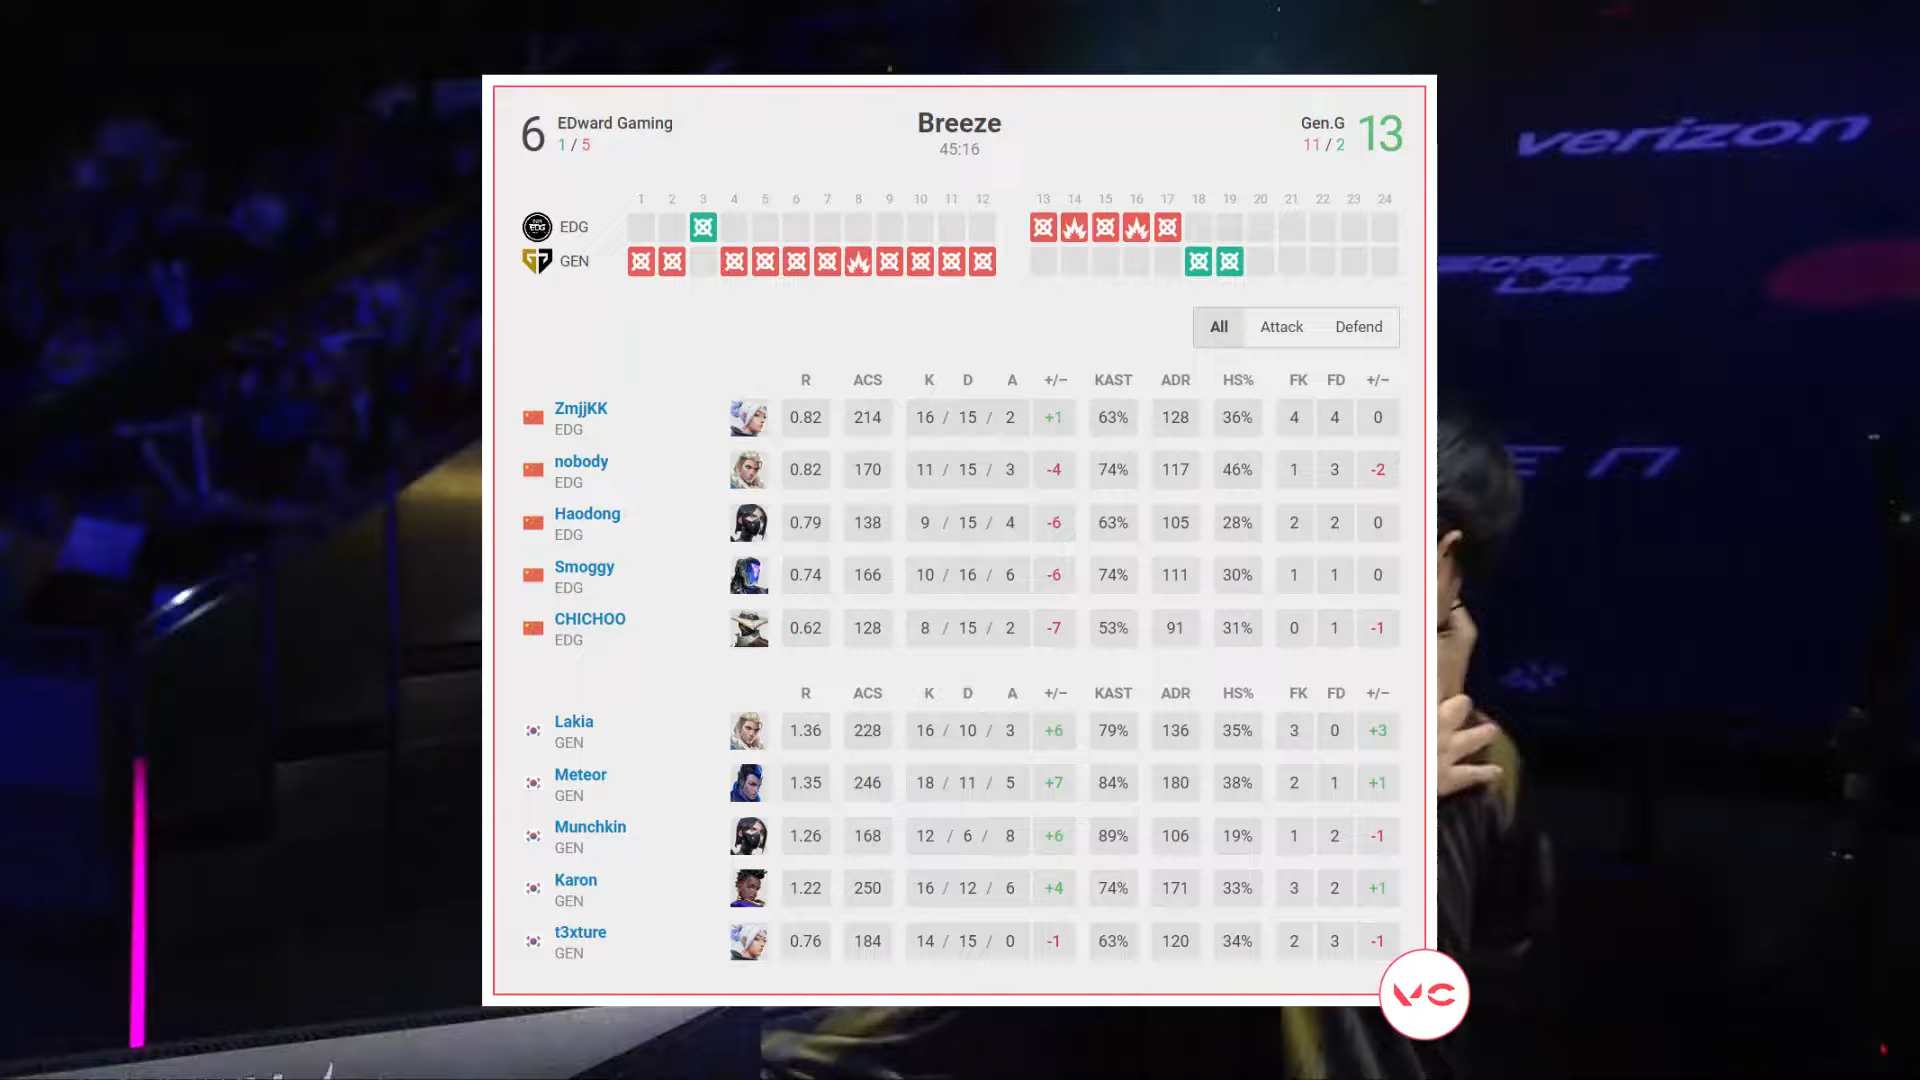 verizon
6 EDward Gaming Breeze Gen.G 13
1 / 5 45:16 11 / 2
1 2 3 4 5 6 7 8 9 10 11 12 13 14 15 16 17 18 19 20 21 22 23 24
EDG EDG
GEN
LAB
All Attack Defend
R ACS K D A +/− KAST ADR HS% FK FD +/−
ZmjjKK 0.82 214 16 / 15 / 2 +1 63% 128 36% 4 4 0
EDG
nobody 0.82 170 11 / 15 / 3 -4 74% 117 46% 1 3 -2
EDG
Haodong 0.79 138 9 / 15 / 4 -6 63% 105 28% 2 2 0
EDG
Smoggy 0.74 166 10 / 16 / 6 -6 74% 111 30% 1 1 0
EDG
CHICHOO 0.62 128 8 / 15 / 2 -7 53% 91 31% 0 1 -1
EDG
R ACS K D A +/− KAST ADR HS% FK FD +/−
Lakia 1.36 228 16 / 10 / 3 +6 79% 136 35% 3 0 +3
GEN
Meteor 1.35 246 18 / 11 / 5 +7 84% 180 38% 2 1 +1
GEN
Munchkin 1.26 168 12 / 6 / 8 +6 89% 106 19% 1 2 -1
GEN
Karon 1.22 250 16 / 12 / 6 +4 74% 171 33% 3 2 +1
GEN
t3xture 0.76 184 14 / 15 / 0 -1 63% 120 34% 2 3 -1
GEN
VC